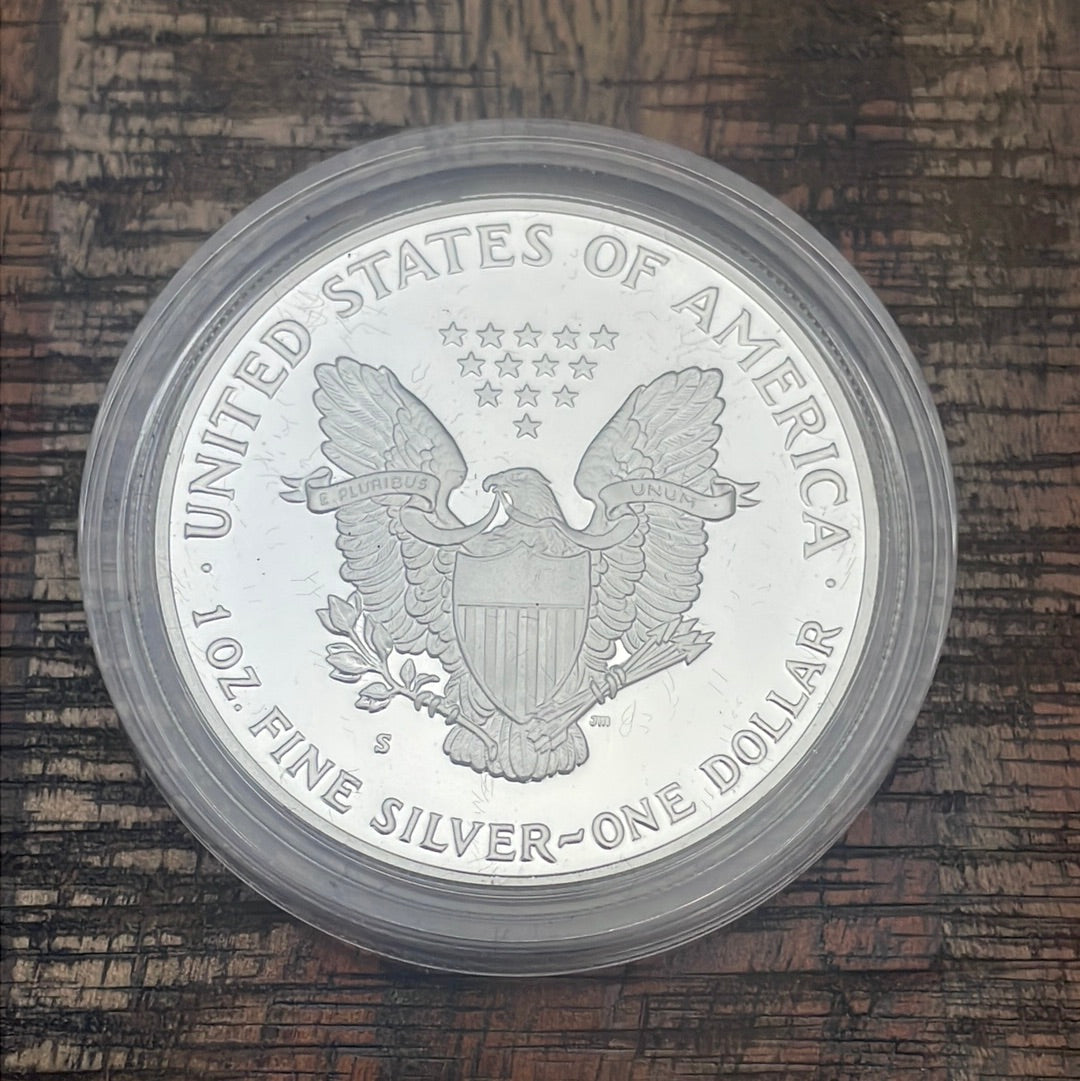 UNITED STATES OF AMERICA
E PLURIBUS UNUM
S
JM
· 1 OZ. FINE SILVER~ONE DOLLAR ·